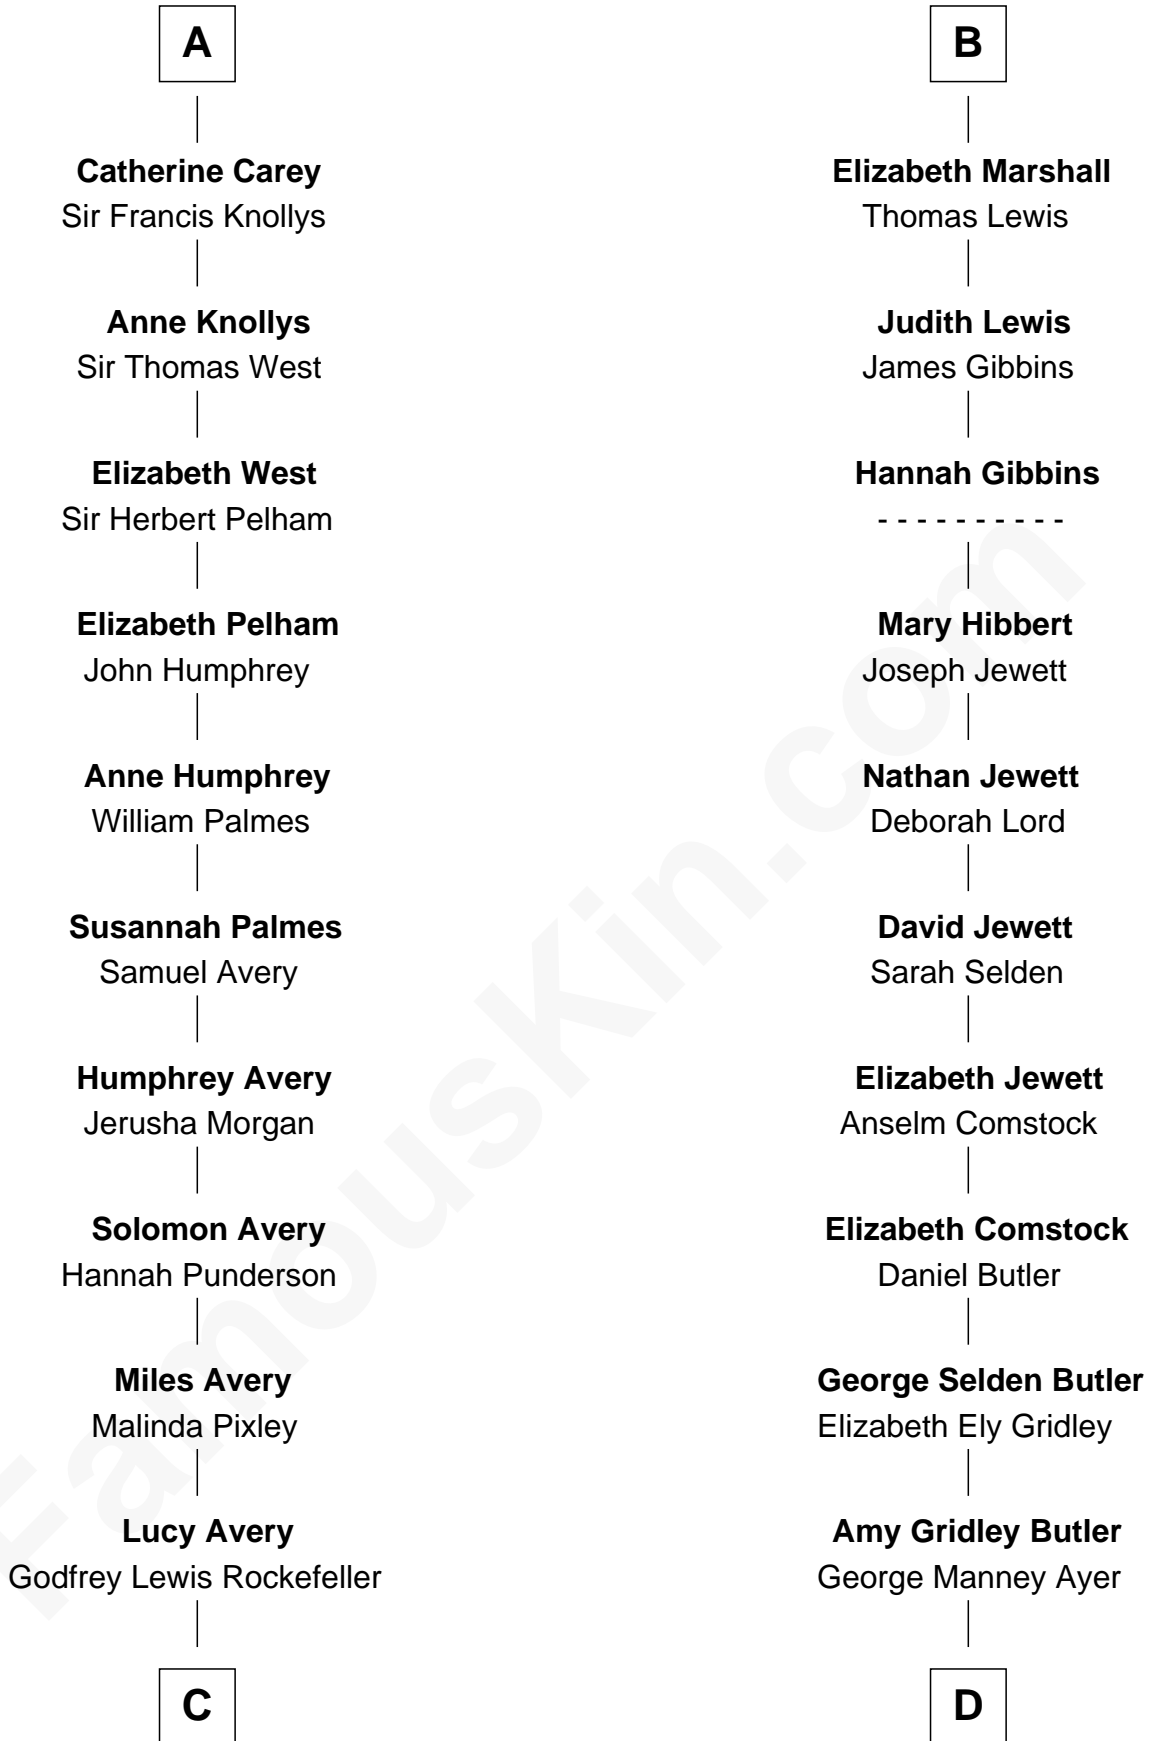 A
Catherine Carey
Sir Francis Knollys
Anne Knollys
Sir Thomas West
Elizabeth West
Sir Herbert Pelham
Elizabeth Pelham
John Humphrey
Anne Humphrey
William Palmes
Susannah Palmes
Samuel Avery
Humphrey Avery
Jerusha Morgan
Solomon Avery
Hannah Punderson
Miles Avery
Malinda Pixley
Lucy Avery
Godfrey Lewis Rockefeller
C
B
Elizabeth Marshall
Thomas Lewis
Judith Lewis
James Gibbins
Hannah Gibbins
- - - - - - - - - -
Mary Hibbert
Joseph Jewett
Nathan Jewett
Deborah Lord
David Jewett
Sarah Selden
Elizabeth Jewett
Anselm Comstock
Elizabeth Comstock
Daniel Butler
George Selden Butler
Elizabeth Ely Gridley
Amy Gridley Butler
George Manney Ayer
D
FamousKin.com